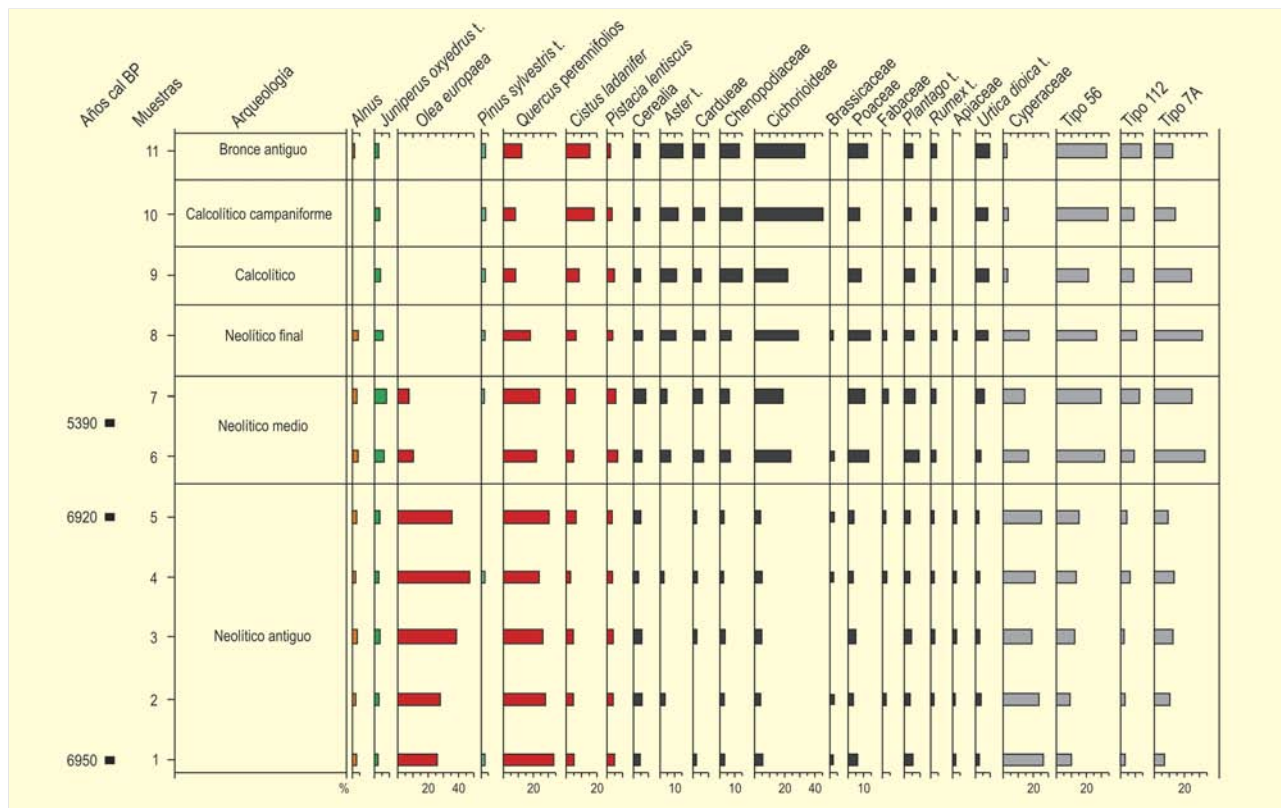 Años cal BP
Muestras
Arqueología
Alnus
Juniperus oxyedrus t.
Olea europaea
Pinus sylvestris t.
Quercus perennifolios
Cistus ladanifer
Pistacia lentiscus
Cerealia
Aster t.
Cardueae
Chenopodiaceae
Cichorioideae
Brassicaceae
Poaceae
Fabaceae
Plantago t.
Rumex t.
Apiaceae
Urtica dioica t.
Cyperaceae
Tipo 56
Tipo 112
Tipo 7A
11 Bronce antiguo
10 Calcolítico campaniforme
9 Calcolítico
8 Neolítico final
7
Neolítico medio
5390
6
6920 5
4
3 Neolítico antiguo
2
6950 1
% 20 40 20 20 10 10 20 40 20 20 20